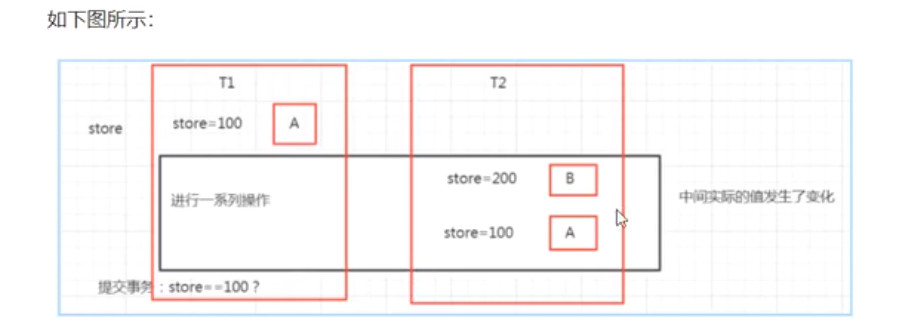 如下图所示：
T1 T2
store store=100 A
store=200 B
进行一系列操作 中间实际的值发生了变化
store=100 A
提交事务：store==100？